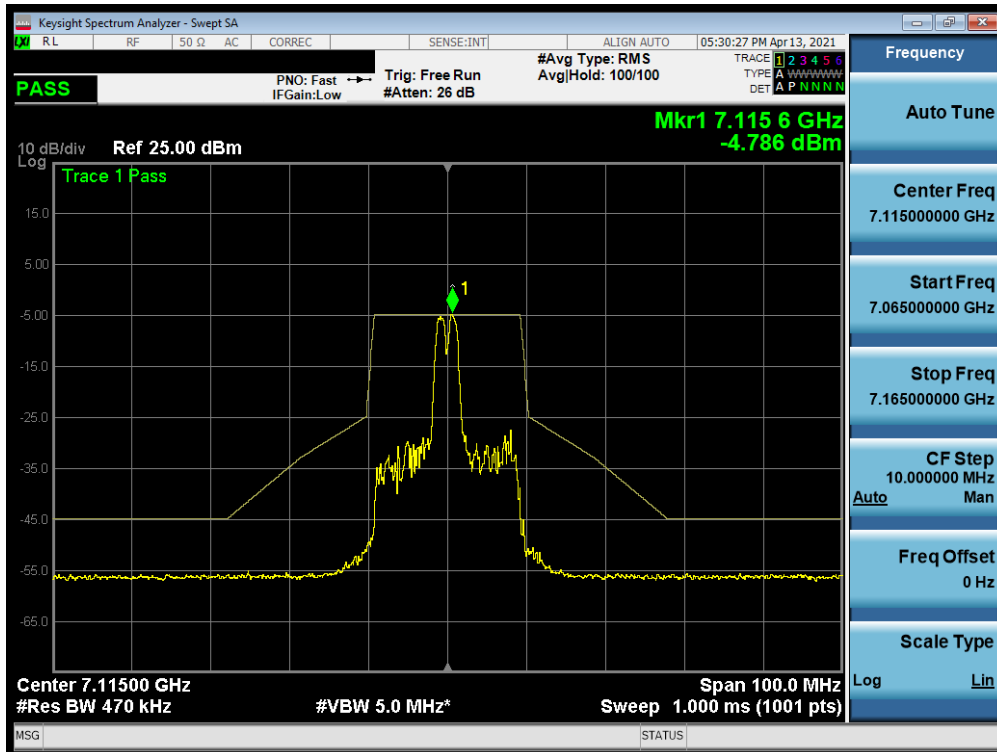 Keysight Spectrum Analyzer - Swept SA
LXI RL RF 50 Ω AC CORREC SENSE:INT ALIGN AUTO 05:30:27 PM Apr 13, 2021
PASS
PNO: Fast
IFGain:Low
Trig: Free Run
#Atten: 26 dB
#Avg Type: RMS
Avg|Hold: 100/100
TRACE 1 2 3 4 5 6
TYPE A WWWWW
DET A P N N N N
Mkr1 7.115 6 GHz
-4.786 dBm
10 dB/div Ref 25.00 dBm
Log
Trace 1 Pass
15.0
5.00
1
-5.00
-15.0
-25.0
-35.0
-45.0
-55.0
-65.0
Center 7.11500 GHz Span 100.0 MHz
#Res BW 470 kHz #VBW 5.0 MHz* Sweep 1.000 ms (1001 pts)
MSG STATUS
Frequency
Auto Tune
Center Freq
7.115000000 GHz
Start Freq
7.065000000 GHz
Stop Freq
7.165000000 GHz
CF Step
10.000000 MHz
Auto Man
Freq Offset
0 Hz
Scale Type
Log Lin